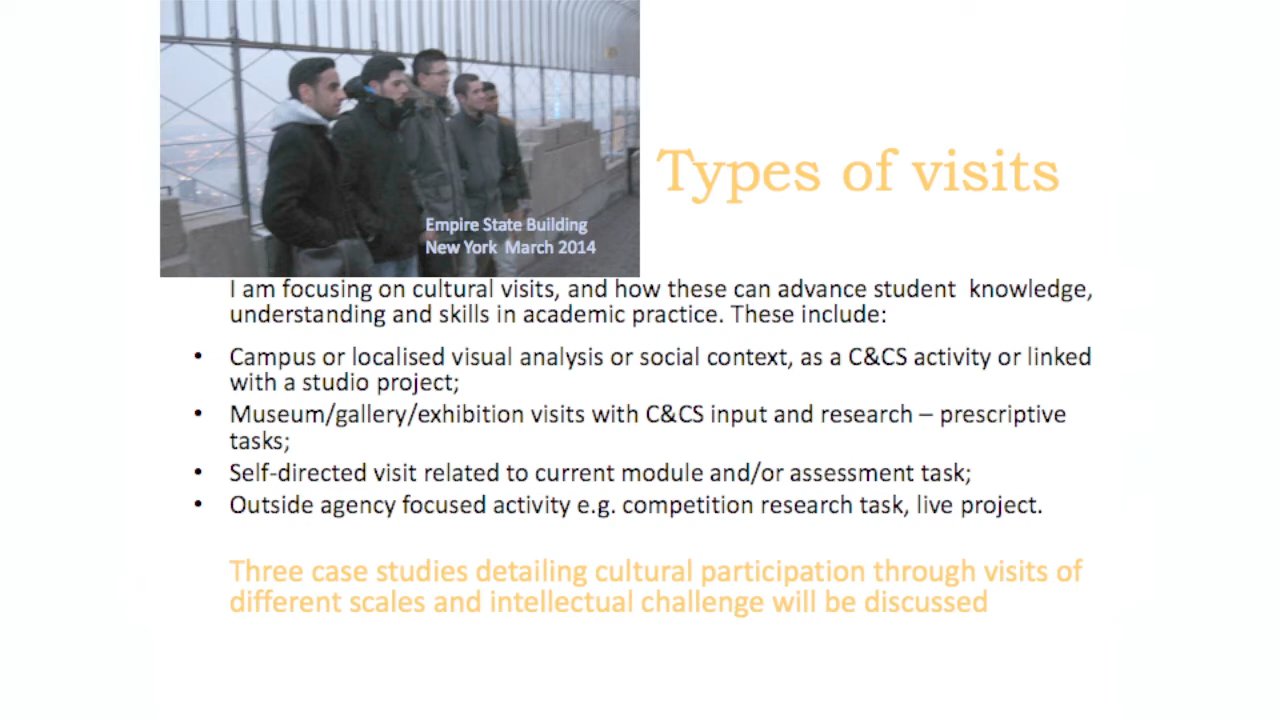 Types of visits
Empire State Building
New York  March 2014
I am focusing on cultural visits, and how these can advance student  knowledge,
understanding and skills in academic practice. These include:
• Campus or localised visual analysis or social context, as a C&CS activity or linked
with a studio project;
• Museum/gallery/exhibition visits with C&CS input and research – prescriptive
tasks;
• Self-directed visit related to current module and/or assessment task;
• Outside agency focused activity e.g. competition research task, live project.
Three case studies detailing cultural participation through visits of
different scales and intellectual challenge will be discussed